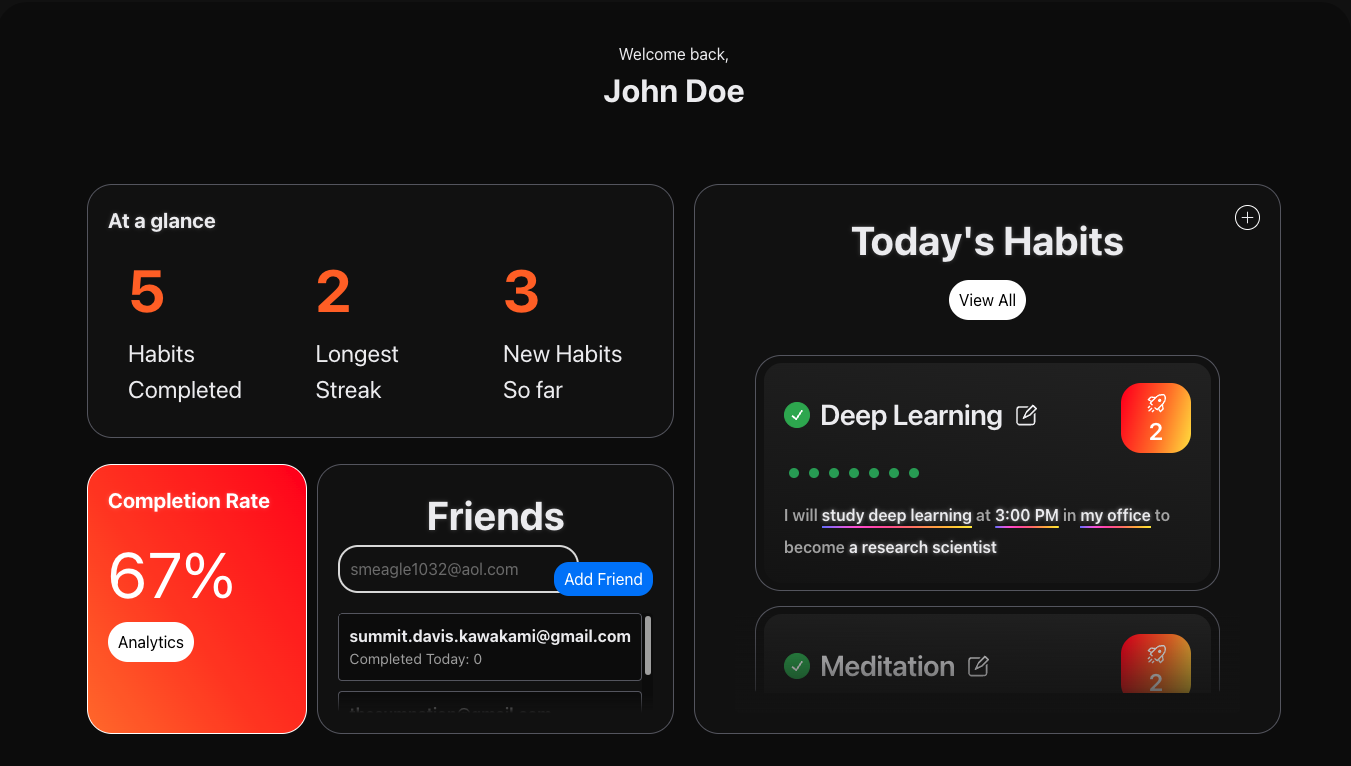 Welcome back,
John Doe
At a glance
5
Habits
Completed
2
Longest
Streak
3
New Habits
So far
Completion Rate
67%
Analytics
Friends
smeagle1032@aol.com
Add Friend
summit.davis.kawakami@gmail.com
Completed Today: 0
Today's Habits
View All
Deep Learning
2
I will study deep learning at 3:00 PM in my office to
become a research scientist
Meditation
2